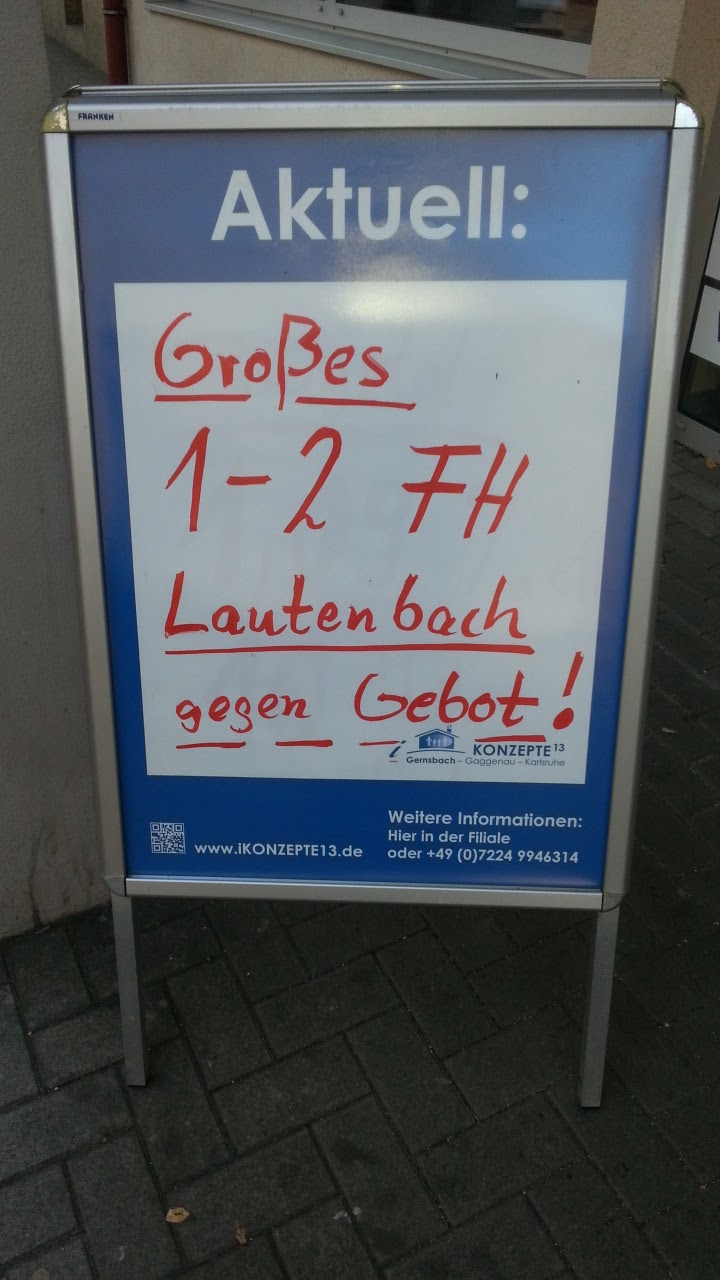 FRANKEN
Aktuell:
Großes
1-2 FH
Lautenbach
gegen Gebot!
i KONZEPTE13
Gernsbach – Gaggenau – Karlsruhe
Weitere Informationen:
Hier in der Filiale
oder +49 (0)7224 9946314
www.iKONZEPTE13.de